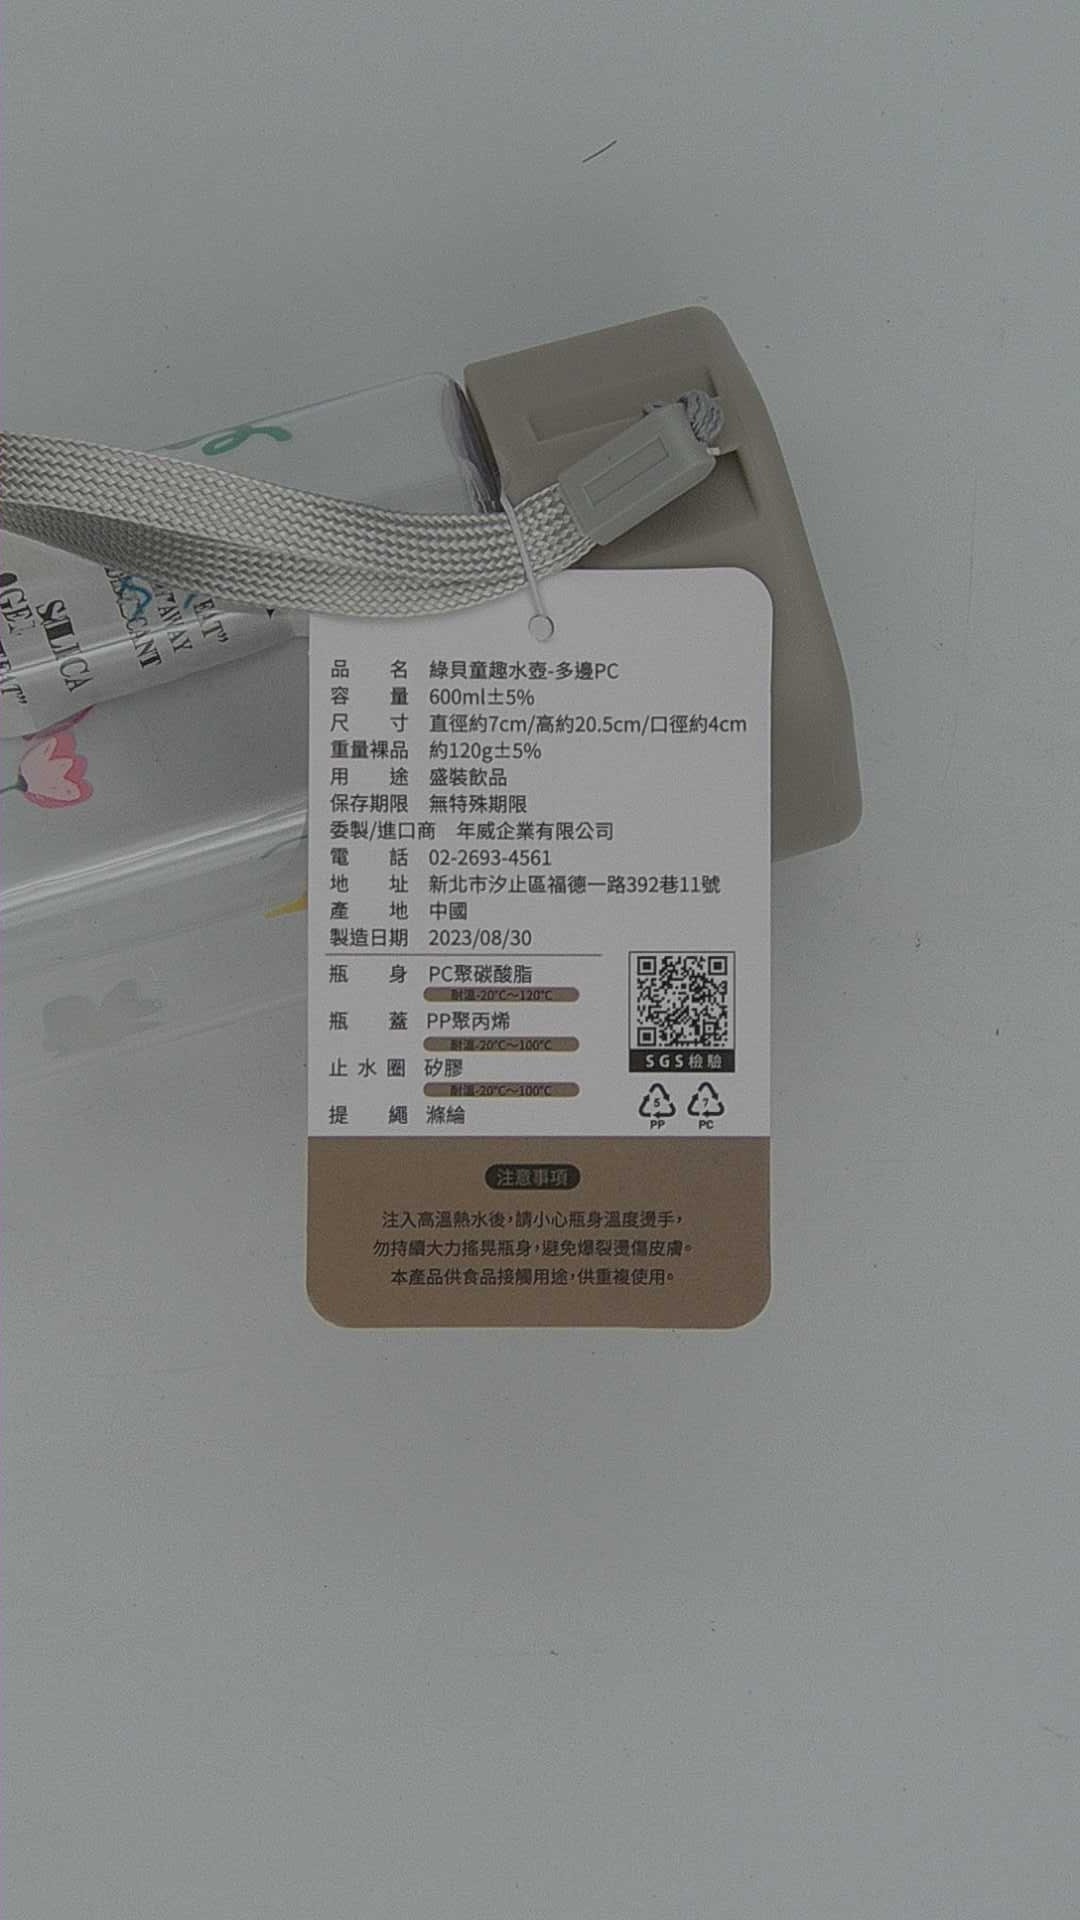 GEL
EAT"
SILICA
CANT
AWAY
EAT"
品名 綠貝童趣水壺-多邊PC
容量 600ml±5%
尺寸 直徑約7cm/高約20.5cm/口徑約4cm
重量裸品 約120g±5%
用途 盛裝飲品
保存期限 無特殊期限
委製/進口商 年威企業有限公司
電話 02-2693-4561
地址 新北市汐止區福德一路392巷11號
產地 中國
製造日期 2023/08/30
瓶身 PC聚碳酸脂
耐溫-20°C～120°C
瓶蓋 PP聚丙烯
耐溫-20°C～100°C
止水圈 矽膠
耐溫-20°C～100°C
提繩 滌綸
SGS檢驗
5 7
PP PC
注意事項
注入高溫熱水後,請小心瓶身溫度燙手,
勿持續大力搖晃瓶身,避免爆裂燙傷皮膚。
本產品供食品接觸用途,供重複使用。